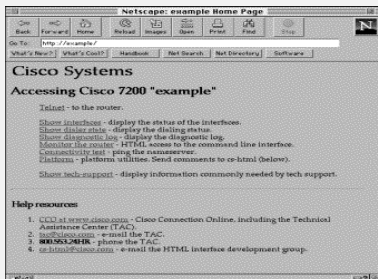 Netscape: example Home Page
Back Forward Home Reload Images Open Print Find Stop
N
Go To: http://example/
What's New? What's Cool? Handbook Net Search Net Directory Software
Cisco Systems
Accessing Cisco 7200 "example"
Telnet - to the router.
Show interfaces - display the status of the interfaces.
Show dialer state - display the dialing status.
Show diagnostic log - display the diagnostic log.
Monitor the router - HTML access to the command line interface.
Connectivity test - ping the nameserver.
Platform - platform utilities. Send comments to cs-html (below).
Show tech-support - display information commonly needed by tech support.
Help resources
1. CCO at www.cisco.com - Cisco Connection Online, including the Technical
Assistance Center (TAC).
2. tac@cisco.com - e-mail the TAC.
3. 800.553.24HR - phone the TAC.
4. cs-html@cisco.com - e-mail the HTML interface development group.